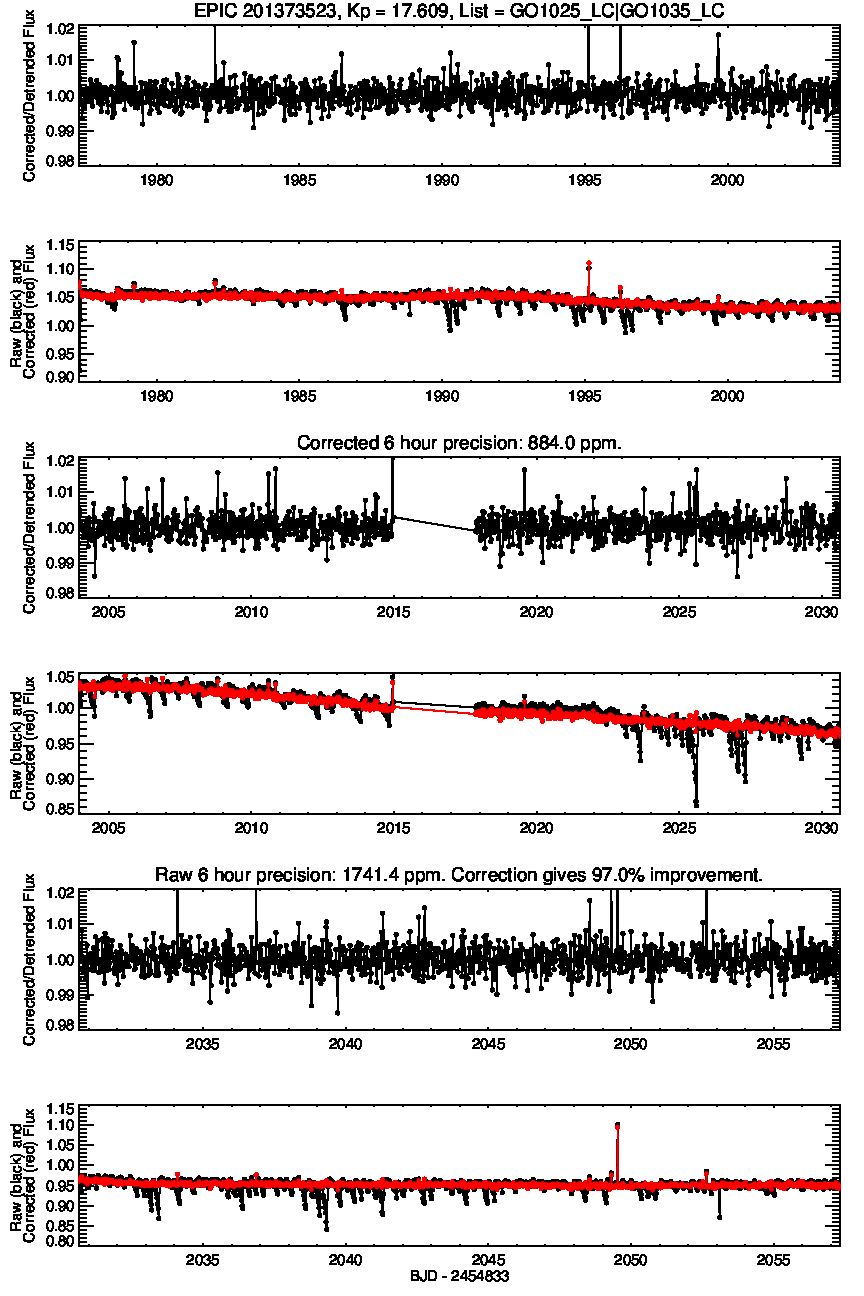 EPIC 201373523, Kp = 17.609, List = GO1025_LC|GO1035_LC
Corrected/Detrended Flux
1.02
1.01
1.00
0.99
0.98
1980 1985 1990 1995 2000
Raw (black) and
Corrected (red) Flux
1.15
1.10
1.05
1.00
0.95
0.90
1980 1985 1990 1995 2000
Corrected 6 hour precision: 884.0 ppm.
Corrected/Detrended Flux
1.02
1.01
1.00
0.99
0.98
2005 2010 2015 2020 2025 2030
Raw (black) and
Corrected (red) Flux
1.05
1.00
0.95
0.90
0.85
2005 2010 2015 2020 2025 2030
Raw 6 hour precision: 1741.4 ppm. Correction gives 97.0% improvement.
Corrected/Detrended Flux
1.02
1.01
1.00
0.99
0.98
2035 2040 2045 2050 2055
Raw (black) and
Corrected (red) Flux
1.15
1.10
1.05
1.00
0.95
0.90
0.85
0.80
2035 2040 2045 2050 2055
BJD - 2454833